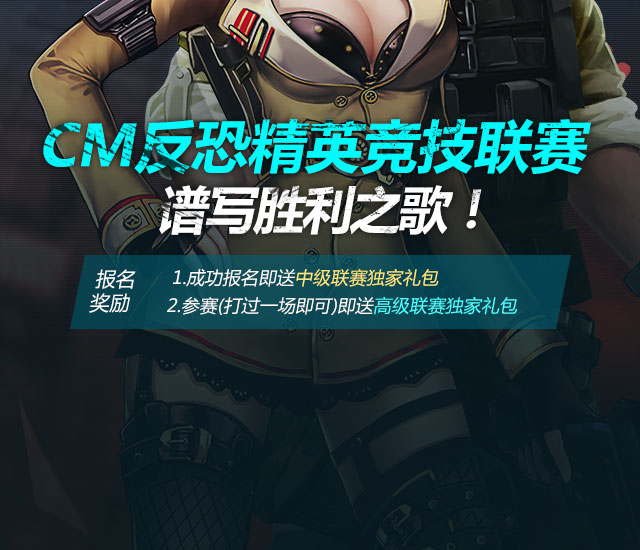 CM反恐精英竞技联赛
谱写胜利之歌！
报名奖励
1.成功报名即送中级联赛独家礼包
2.参赛(打过一场即可)即送高级联赛独家礼包